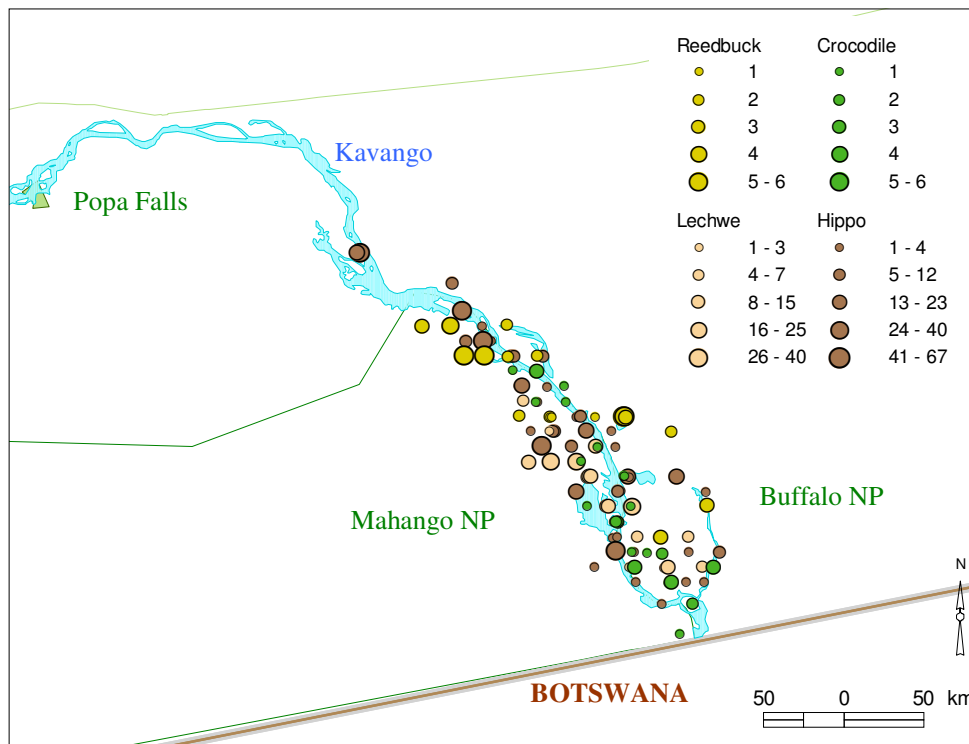 Reedbuck Crocodile
1 1
2 2
3 3
4 4
5 - 6 5 - 6
Lechwe Hippo
1 - 3 1 - 4
4 - 7 5 - 12
8 - 15 13 - 23
16 - 25 24 - 40
26 - 40 41 - 67
Kavango
Popa Falls
Buffalo NP
Mahango NP
N
BOTSWANA
50 0 50 km